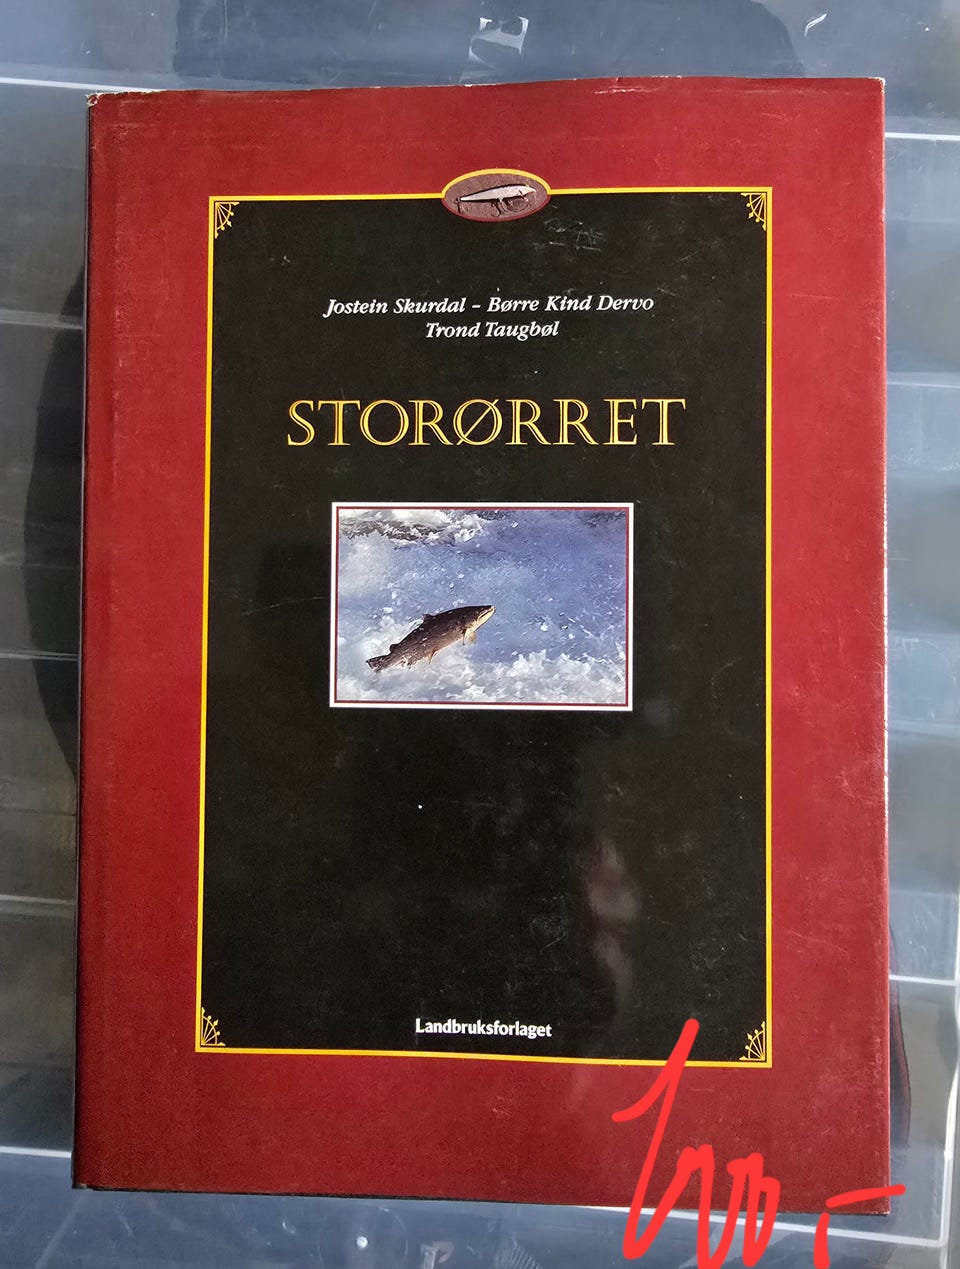 Jostein Skurdal – Børre Kind Dervo
Trond Taugbøl
STORØRRET
Landbruksforlaget